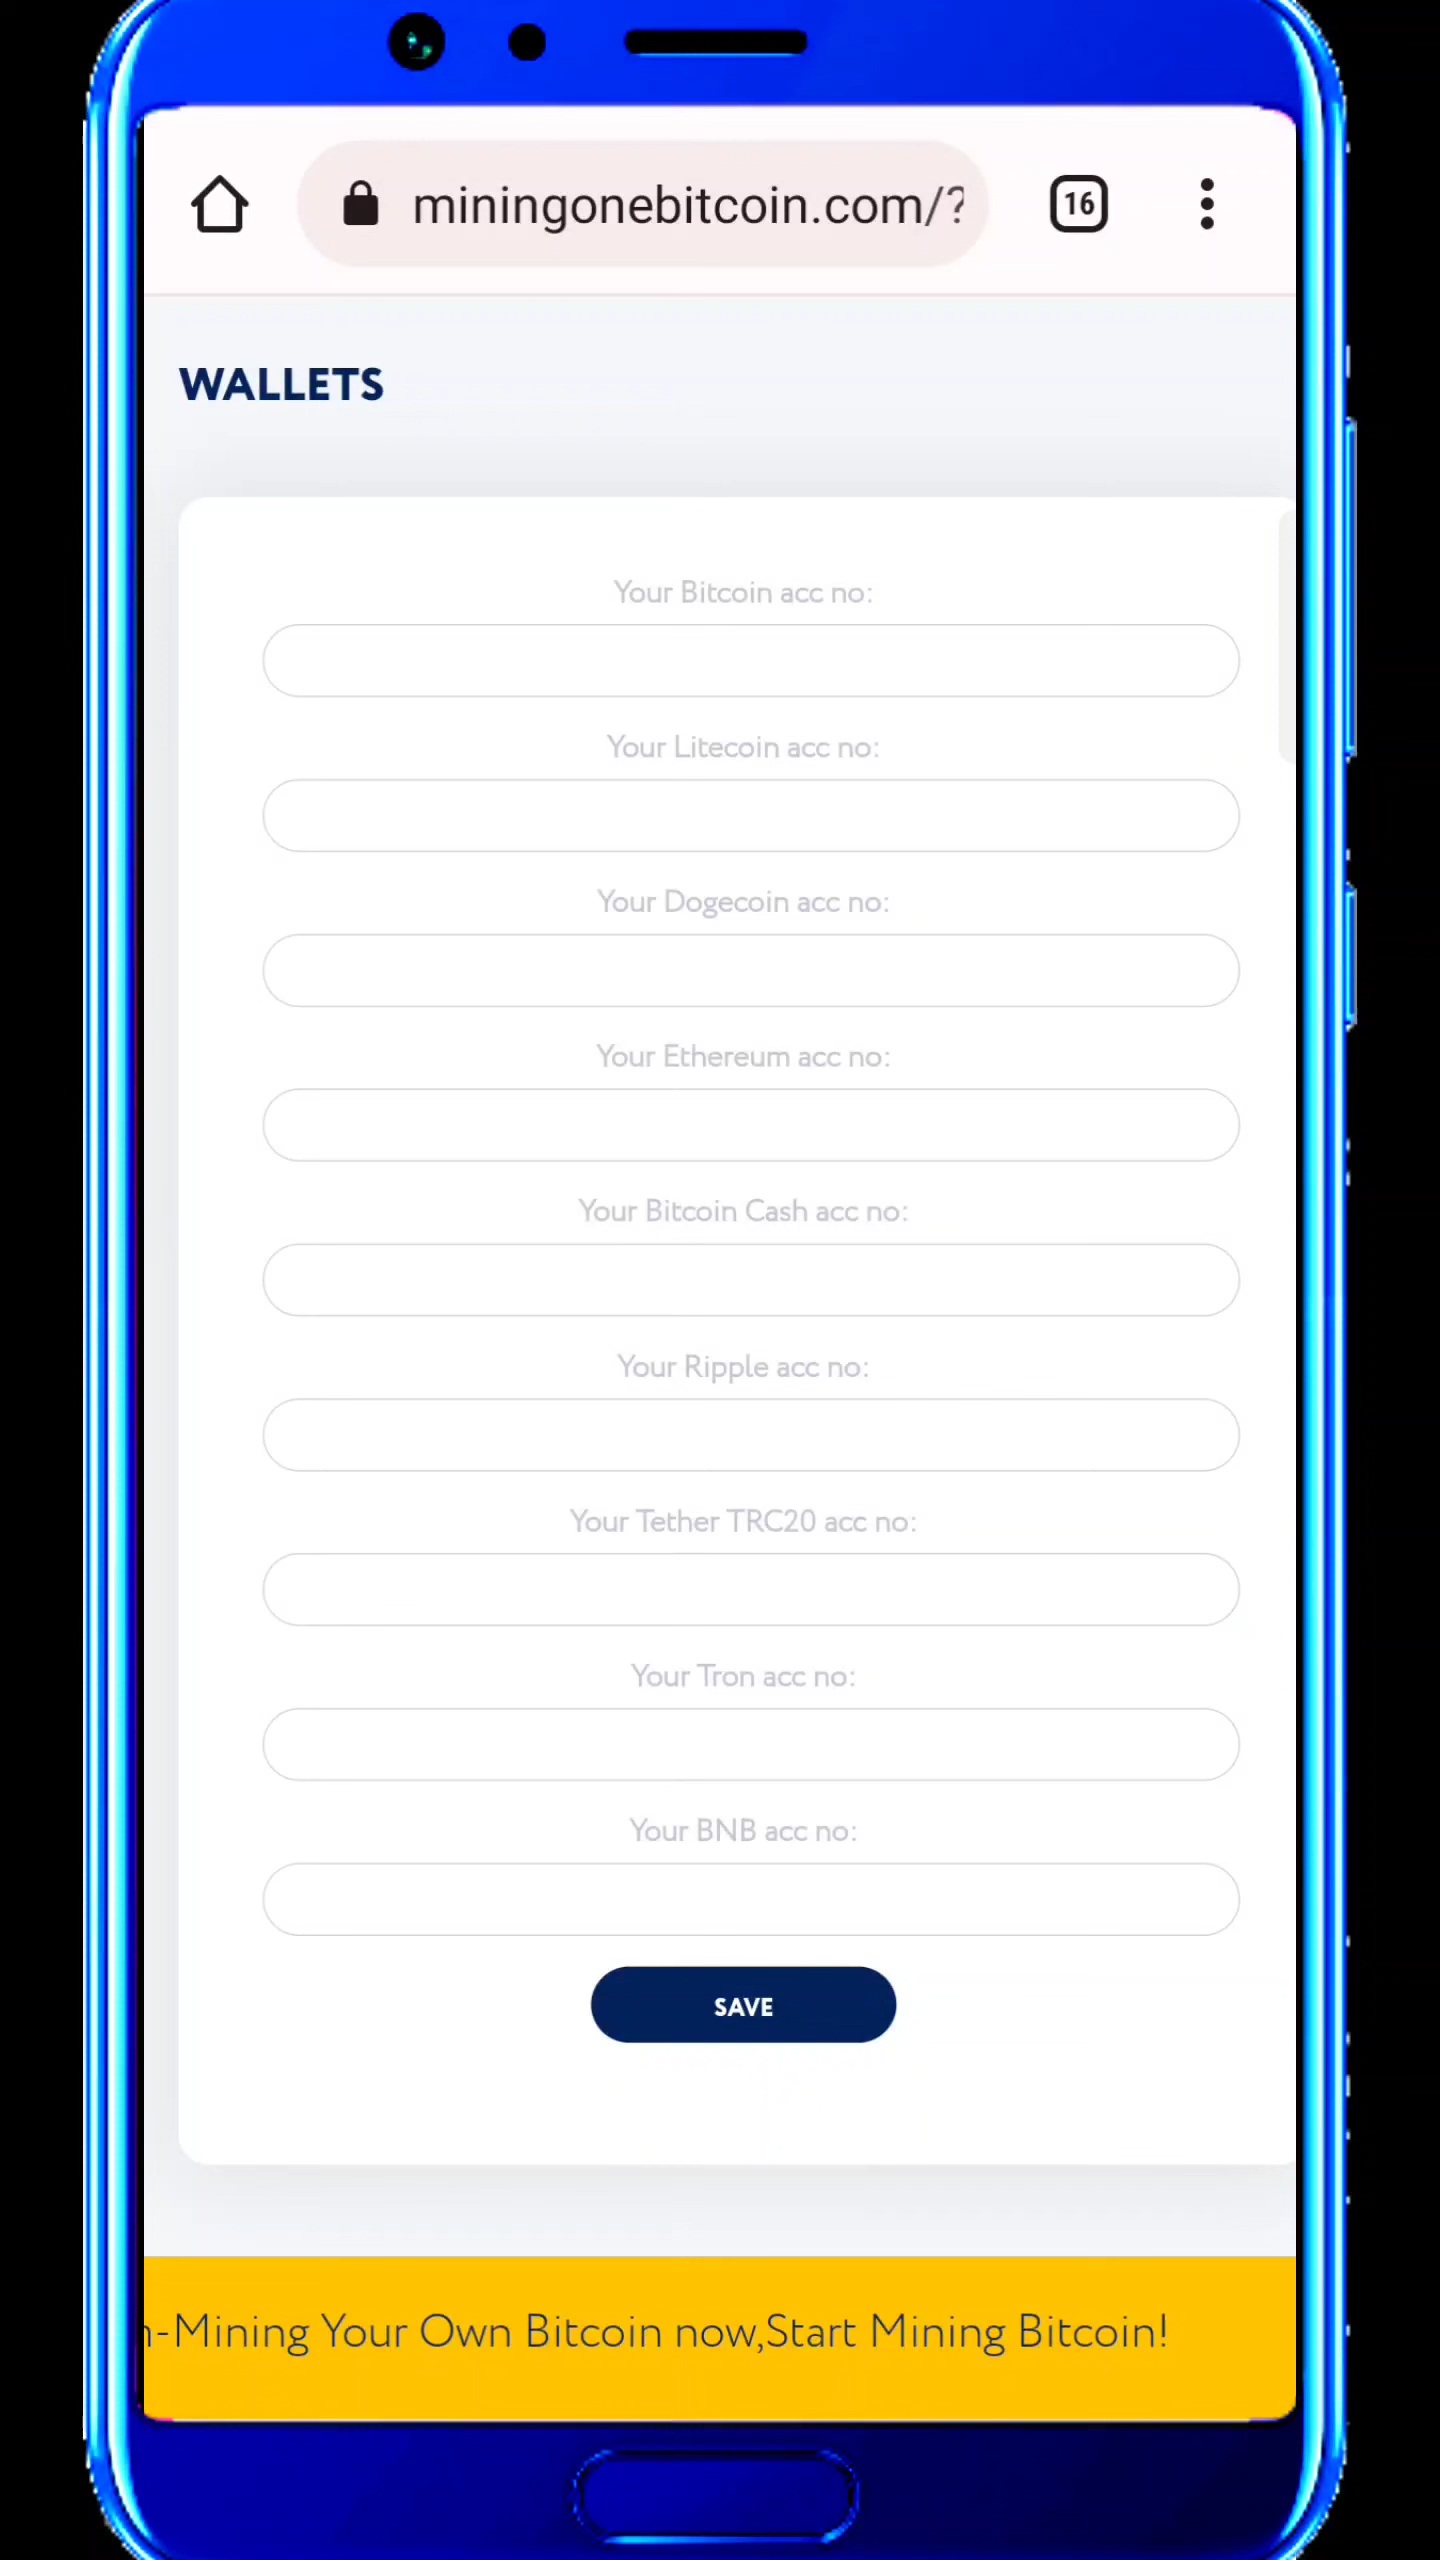 miningonebitcoin.com/?
16
WALLETS
Your Bitcoin acc no:
Your Litecoin acc no:
Your Dogecoin acc no:
Your Ethereum acc no:
Your Bitcoin Cash acc no:
Your Ripple acc no:
Your Tether TRC20 acc no:
Your Tron acc no:
Your BNB acc no:
SAVE
-Mining Your Own Bitcoin now,Start Mining Bitcoin!